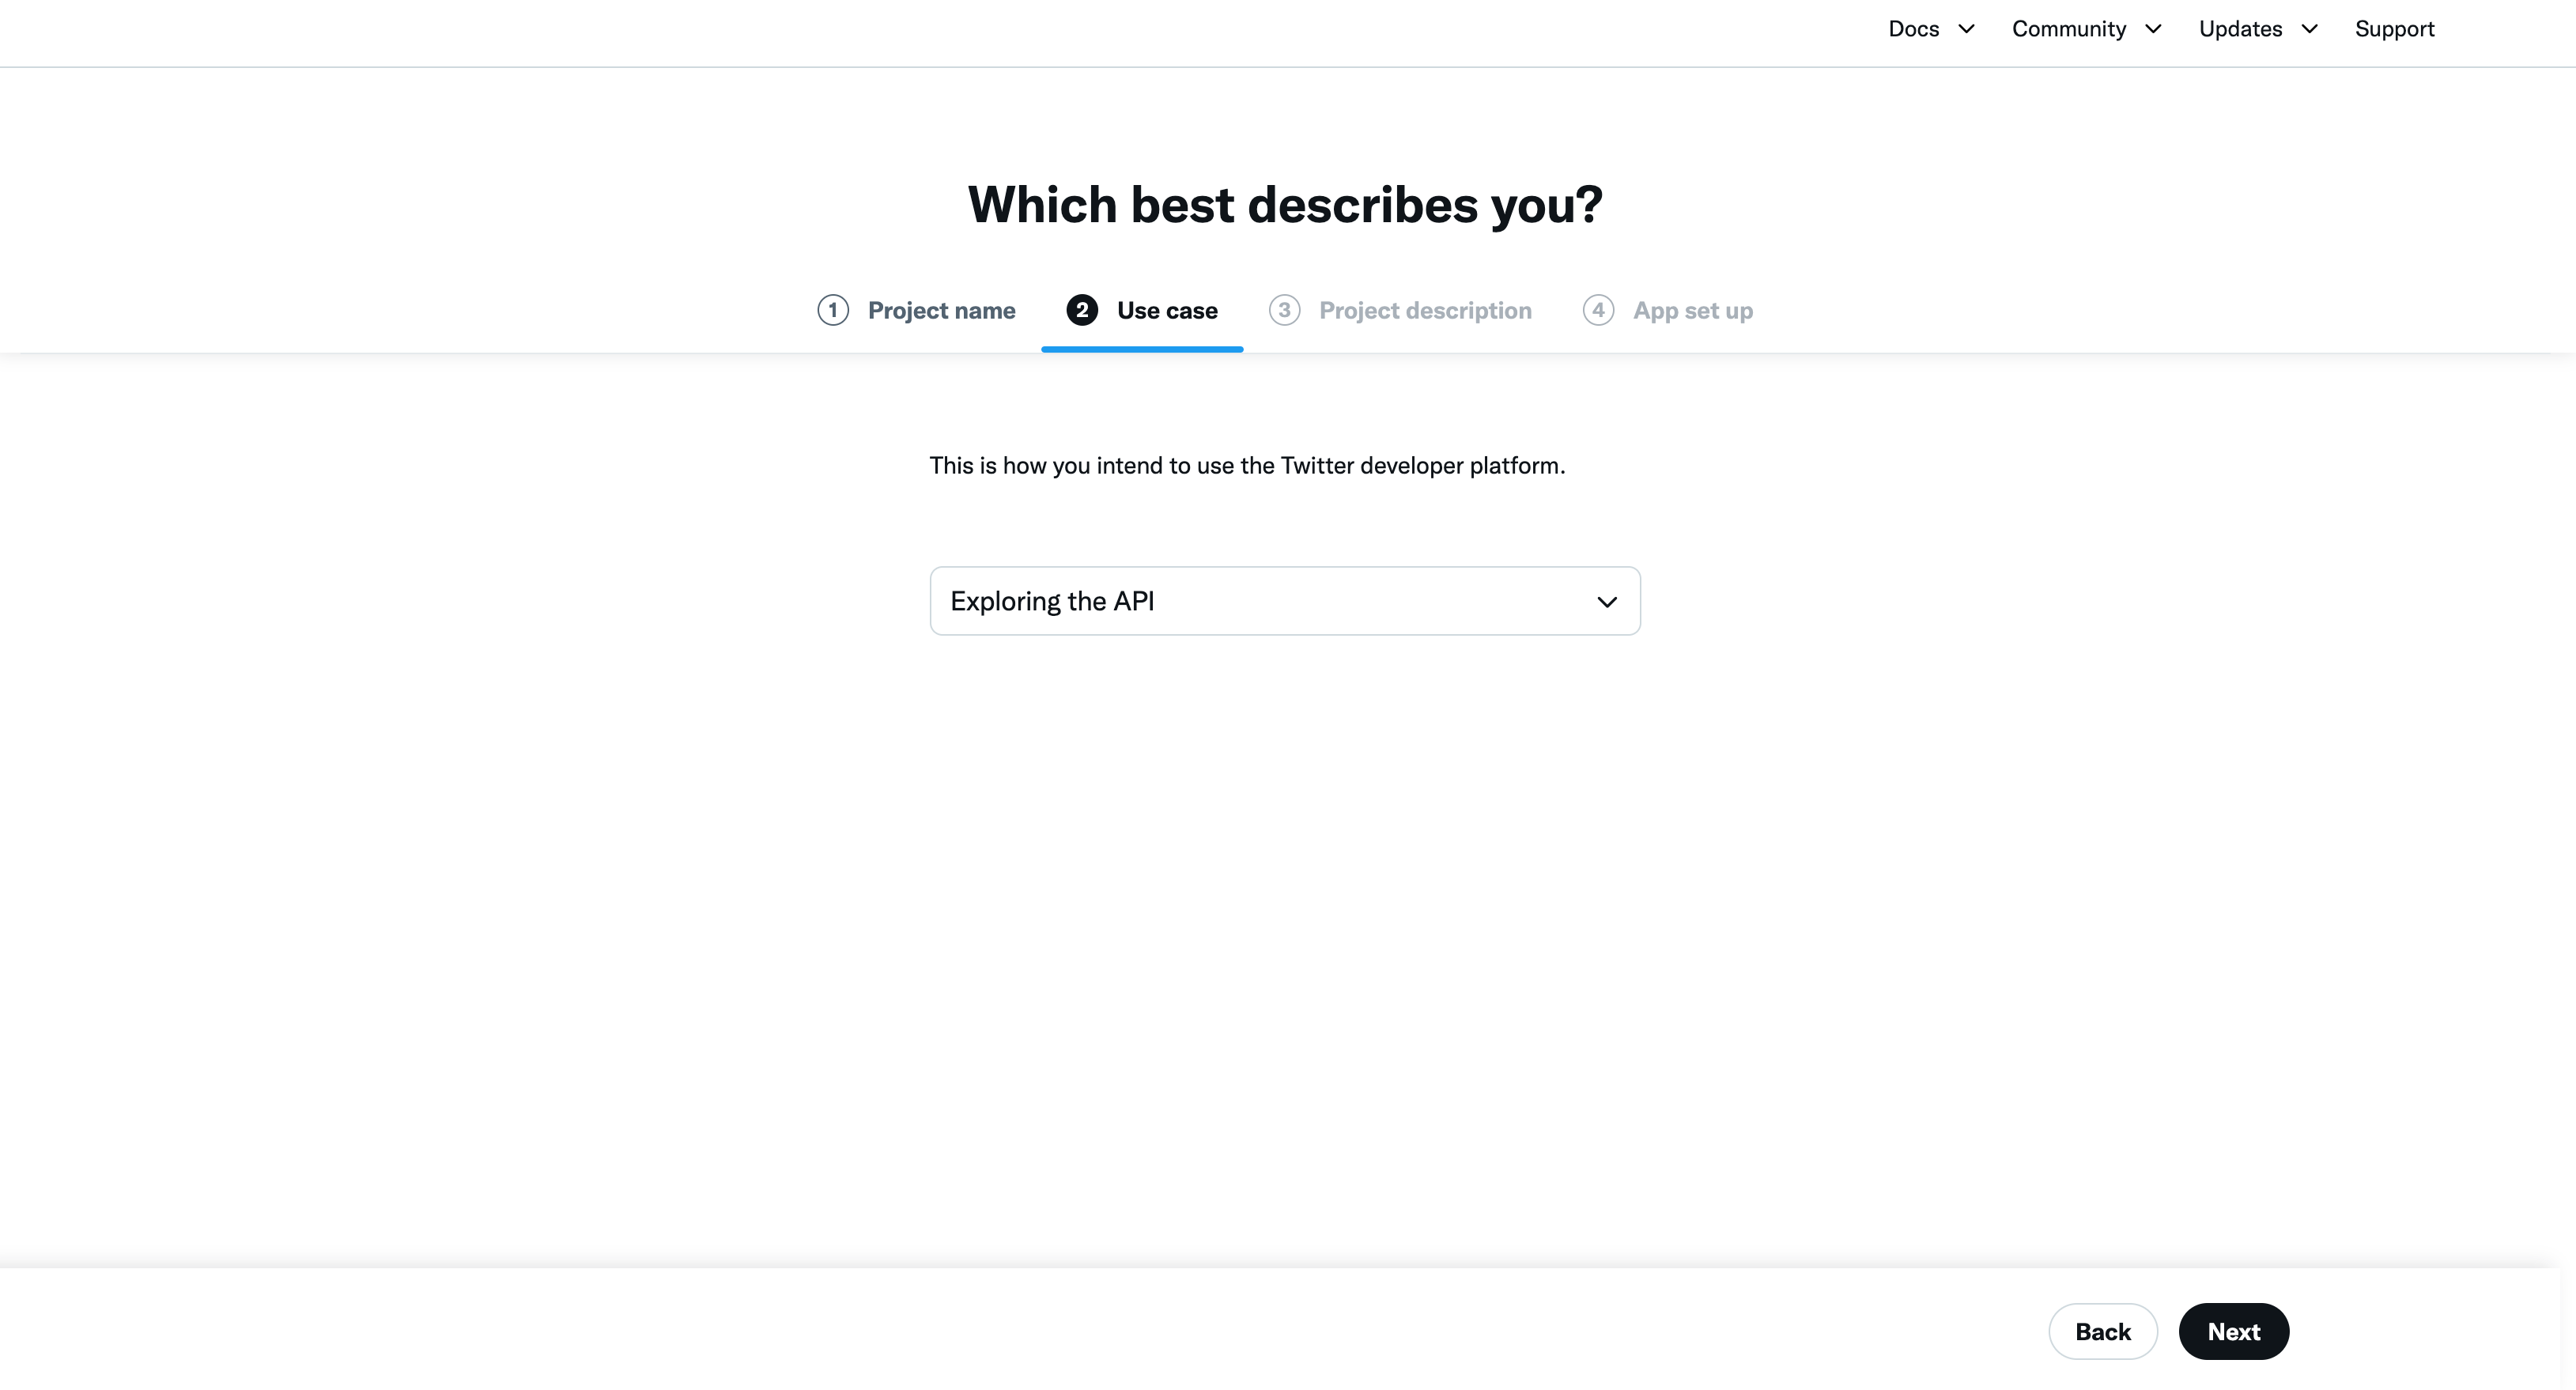 Docs Community Updates Support
Which best describes you?
1 Project name 2 Use case 3 Project description 4 App set up
This is how you intend to use the Twitter developer platform.
Exploring the API
Back Next